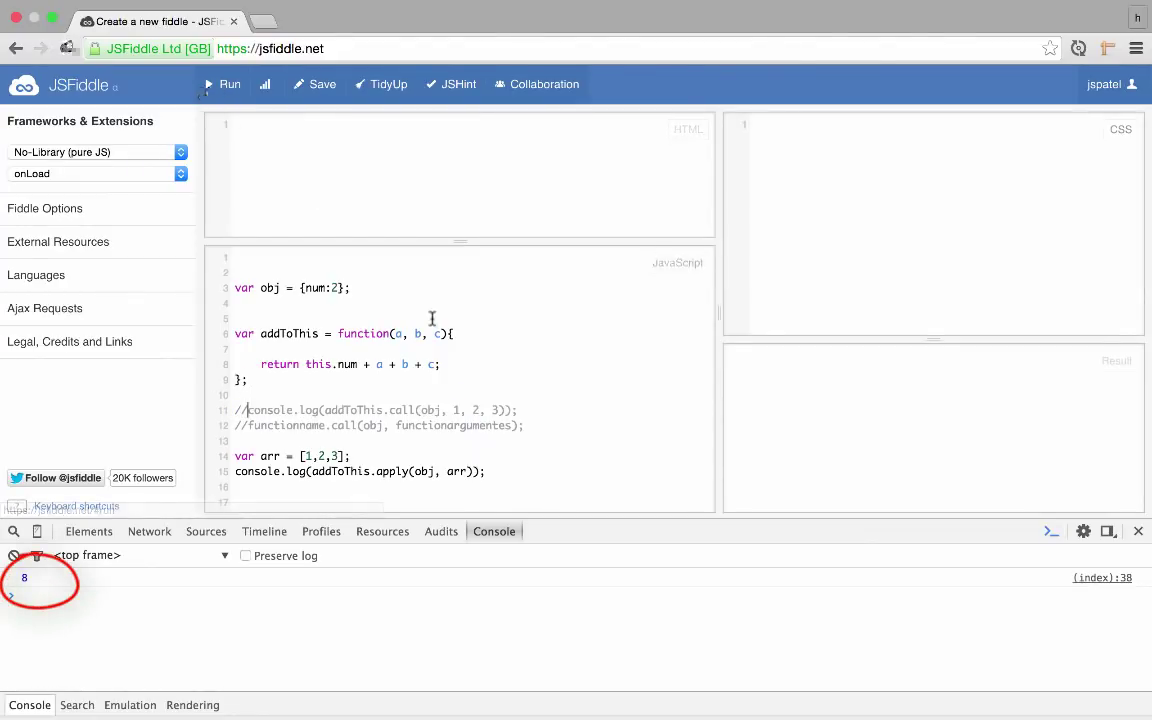 Create a new fiddle - JSFi
h
JSFiddle Ltd [GB] https://jsfiddle.net
JSFiddle α
Run
Save
TidyUp
JSHint
Collaboration
jspatel
Frameworks & Extensions
No-Library (pure JS)
onLoad
Fiddle Options
External Resources
Languages
Ajax Requests
Legal, Credits and Links
Follow @jsfiddle
20K followers
? Keyboard shortcuts
1
HTML
1
CSS
JavaScript
1
2
3 var obj = {num:2};
4
5
6 var addToThis = function(a, b, c){
7
8 return this.num + a + b + c;
9 };
10
11 //console.log(addToThis.call(obj, 1, 2, 3));
12 //functionname.call(obj, functionargumentes);
13
14 var arr = [1,2,3];
15 console.log(addToThis.apply(obj, arr));
16
17
Result
Elements Network Sources Timeline Profiles Resources Audits Console
<top frame>
Preserve log
8
(index):38
Console Search Emulation Rendering